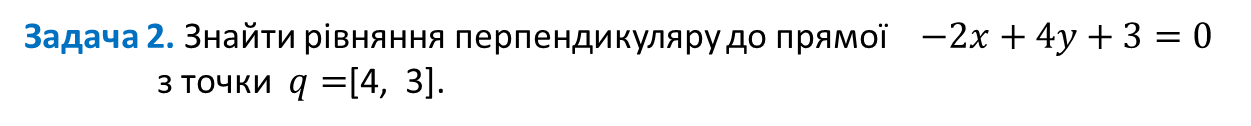 Задача 2. Знайти рівняння перпендикуляру до прямої −2x + 4y + 3 = 0
з точки q =[4, 3].